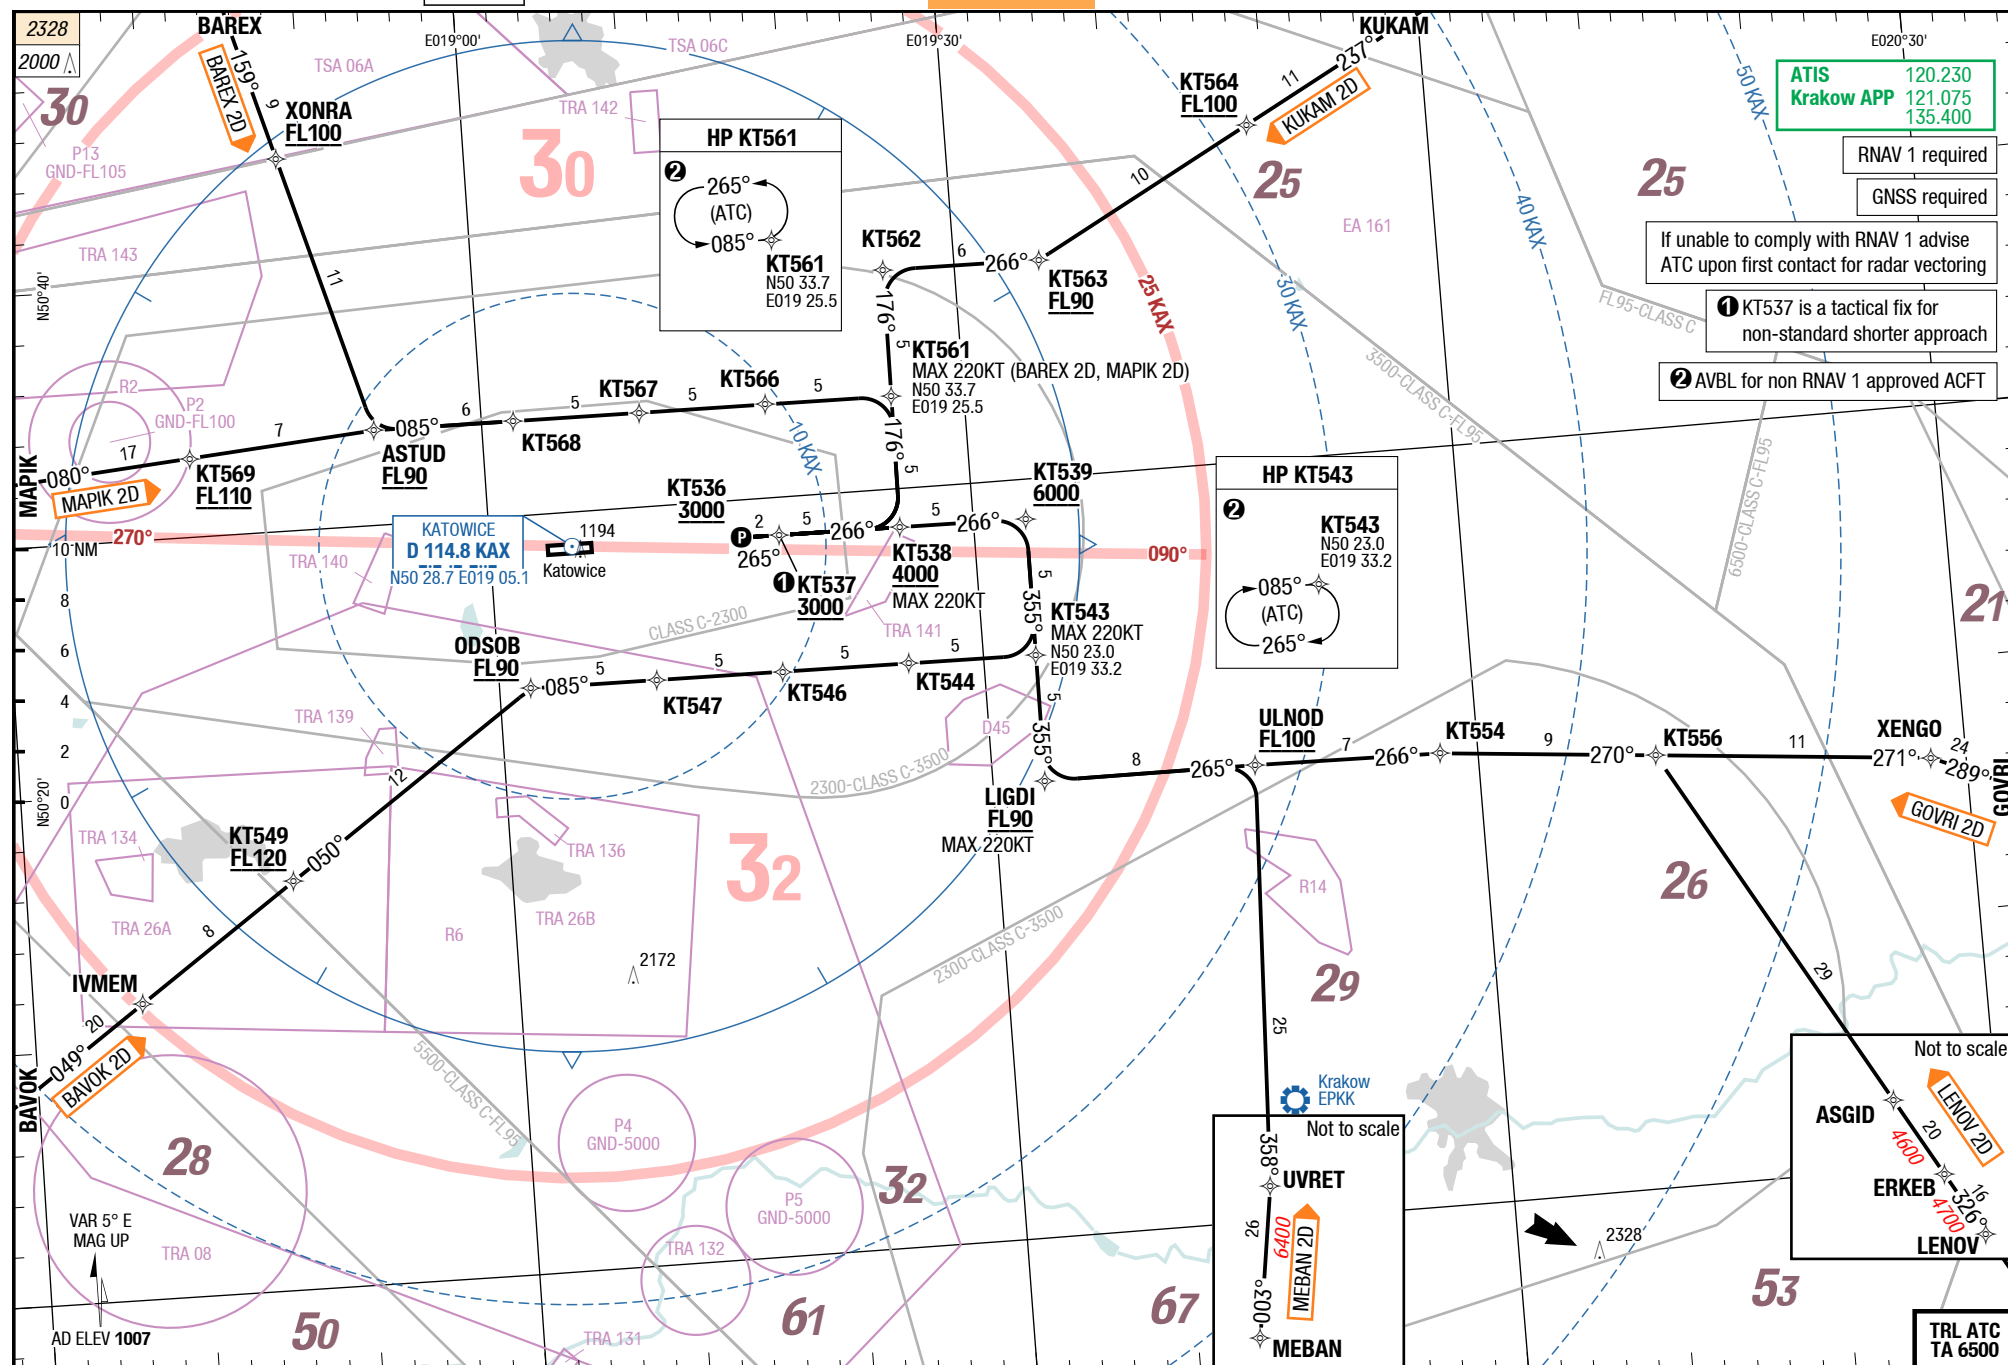 2328
2000
BAREX
E019°00'
TSA 06C
E019°30'
KUKAM
E020°30'
30
TSA 06A
159°
9
BAREX 2D
XONRA
FL100
P13
GND-FL105
TRA 142
30
HP KT561
2
265°
(ATC)
085°
KT561
N50 33.7
E019 25.5
KT564
FL100
11
237°
KUKAM 2D
10
25
25
50 KAX
ATIS 120.230
Krakow APP 121.075
135.400
RNAV 1 required
GNSS required
If unable to comply with RNAV 1 advise
ATC upon first contact for radar vectoring
1 KT537 is a tactical fix for
non-standard shorter approach
2 AVBL for non RNAV 1 approved ACFT
EA 161
40 KAX
30 KAX
25 KAX
FL95-CLASS C
3500-CLASS C-FL95
6500-CLASS C-FL95
TRA 143
N50°40'
11
KT562
6
266°
KT563
FL90
176°
5
KT561
MAX 220KT (BAREX 2D, MAPIK 2D)
N50 33.7
E019 25.5
R2
P2
GND-FL100
MAPIK
080°
17
MAPIK 2D
7
KT569
FL110
ASTUD
FL90
085°
6
KT568
5
KT567
5
KT566
5
10 KAX
176°
5
270°
10 NM
8
6
4
2
0
N50°20'
KATOWICE
D 114.8 KAX
N50 28.7 E019 05.1
1194
Katowice
TRA 140
KT536
3000
P
2
265°
5
266°
1 KT537
3000
KT538
4000
MAX 220KT
5
266°
KT539
6000
090°
TRA 141
CLASS C-2300
5
355°
KT543
MAX 220KT
N50 23.0
E019 33.2
HP KT543
2
KT543
N50 23.0
E019 33.2
085°
(ATC)
265°
21
ODSOB
FL90
085°
5
KT547
5
KT546
5
KT544
5
TRA 139
D45
5
355°
LIGDI
FL90
MAX 220KT
8
265°
ULNOD
FL100
7
266°
KT554
9
270°
KT556
11
XENGO
271°
24
289°
GOVRI
GOVRI 2D
2300-CLASS C-3500
12
TRA 134
KT549
FL120
050°
TRA 136
32
TRA 26A
R6
TRA 26B
8
2172
2300-CLASS C-3500
R14
26
29
29
IVMEM
20
049°
BAVOK 2D
BAVOK
5500-CLASS C-FL95
25
Krakow
EPKK
Not to scale
358°
UVRET
26
6400
MEBAN 2D
003°
MEBAN
Not to scale
ASGID
20
4600
LENOV 2D
ERKEB
16
326°
4700
LENOV
28
P4
GND-5000
P5
GND-5000
32
VAR 5° E
MAG UP
TRA 08
TRA 132
AD ELEV 1007
50
TRA 131
61
67
2328
53
TRL ATC
TA 6500